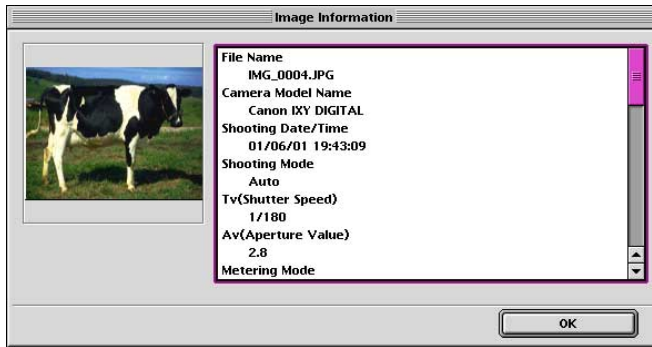 Image Information
File Name
IMG_0004.JPG
Camera Model Name
Canon IXY DIGITAL
Shooting Date/Time
01/06/01 19:43:09
Shooting Mode
Auto
Tv(Shutter Speed)
1/180
Av(Aperture Value)
2.8
Metering Mode
OK